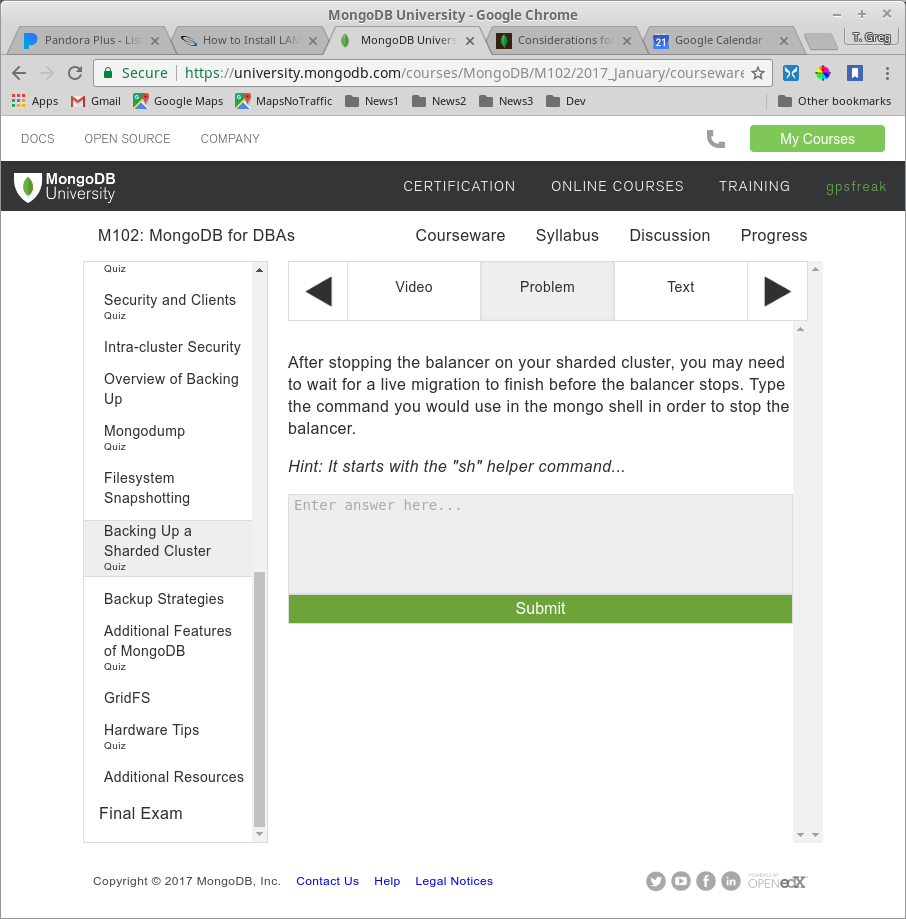 MongoDB University - Google Chrome
Pandora Plus - List
How to Install LAM
MongoDB Univers
Considerations fo
21 Google Calendar -
T. Greg
Secure https://university.mongodb.com/courses/MongoDB/M102/2017_January/courseware
Apps Gmail Google Maps MapsNoTraffic News1 News2 News3 Dev Other bookmarks
DOCS OPEN SOURCE COMPANY My Courses
MongoDB
University
CERTIFICATION ONLINE COURSES TRAINING gpsfreak
M102: MongoDB for DBAs
Courseware Syllabus Discussion Progress
Quiz
Security and Clients
Quiz
Intra-cluster Security
Overview of Backing
Up
Mongodump
Quiz
Filesystem
Snapshotting
Backing Up a
Sharded Cluster
Quiz
Backup Strategies
Additional Features
of MongoDB
Quiz
GridFS
Hardware Tips
Quiz
Additional Resources
Final Exam
Video Problem Text
After stopping the balancer on your sharded cluster, you may need
to wait for a live migration to finish before the balancer stops. Type
the command you would use in the mongo shell in order to stop the
balancer.
Hint: It starts with the "sh" helper command...
Enter answer here...
Submit
Copyright © 2017 MongoDB, Inc. Contact Us Help Legal Notices
POWERED BY
OPEN edX